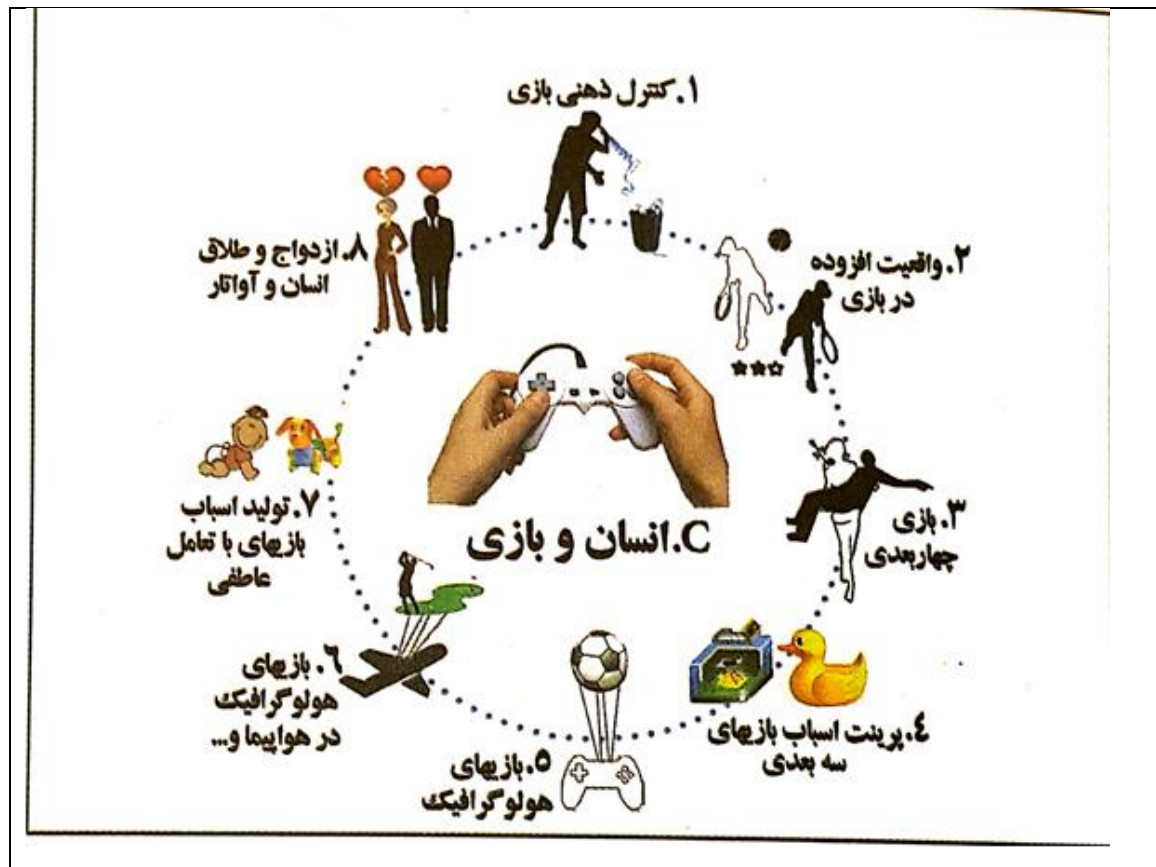 ۱. کنترل ذهنی بازی
۲. واقعیت افزوده
در بازی
۳. بازی
چهاربعدی
٤. پرینت اسباب بازیهای
سه بعدی
۵. بازیهای
هولوگرافیک
٦. بازیهای
هولوگرافیک
در هواپیما و...
۷. تولید اسباب
بازیهای با تعامل
عاطفی
۸. ازدواج و طلاق
انسان و آواتار
C. انسان و بازی